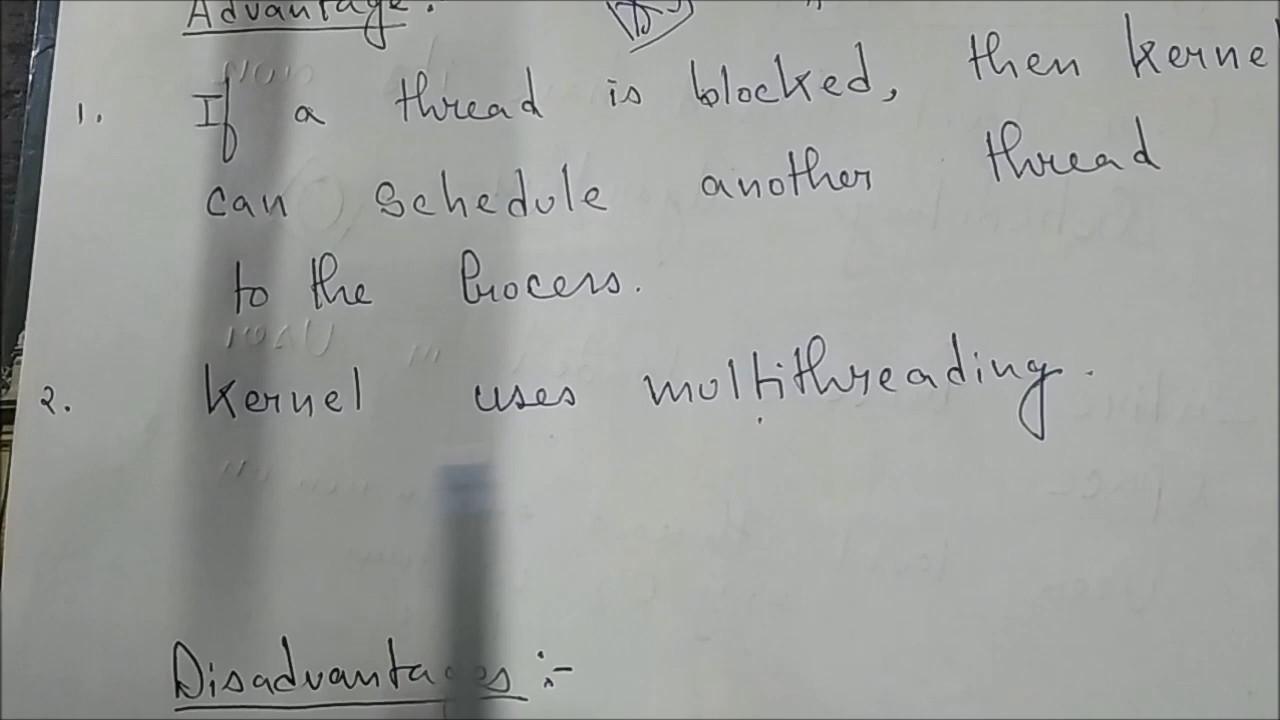 Advantage :
1. If a thread is blocked, then kerne
can schedule another thread
to the Process.
2. Kernel uses multithreading.
Disadvantages :-